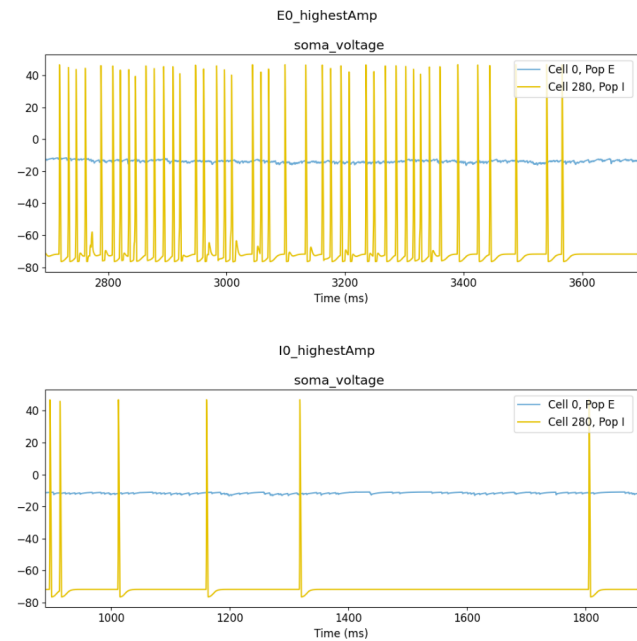 E0_highestAmp
soma_voltage
Cell 0, Pop E
Cell 280, Pop I
40
20
0
−20
−40
−60
−80
2800
3000
3200
3400
3600
Time (ms)
I0_highestAmp
soma_voltage
Cell 0, Pop E
Cell 280, Pop I
40
20
0
−20
−40
−60
−80
1000
1200
1400
1600
1800
Time (ms)